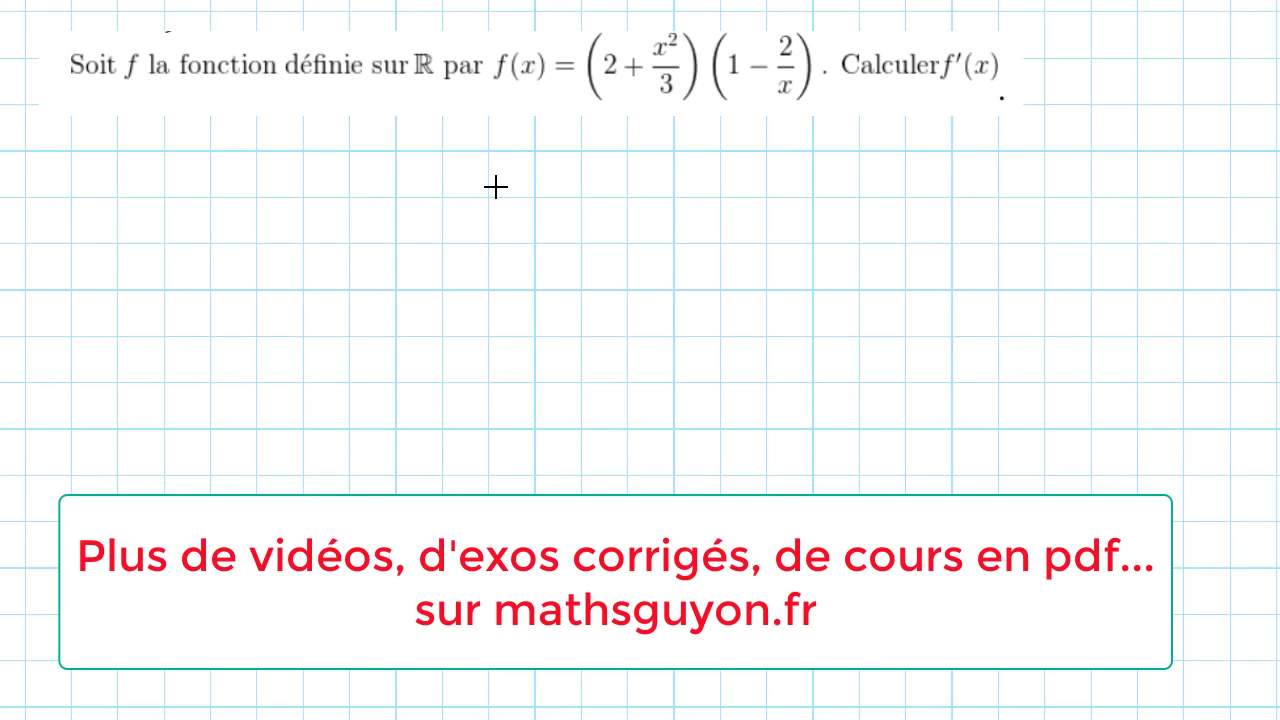 Soit f la fonction définie sur ℝ par f(x) = (2 + x²/3)(1 − 2/x). Calculerf′(x).
Plus de vidéos, d'exos corrigés, de cours en pdf...
sur mathsguyon.fr